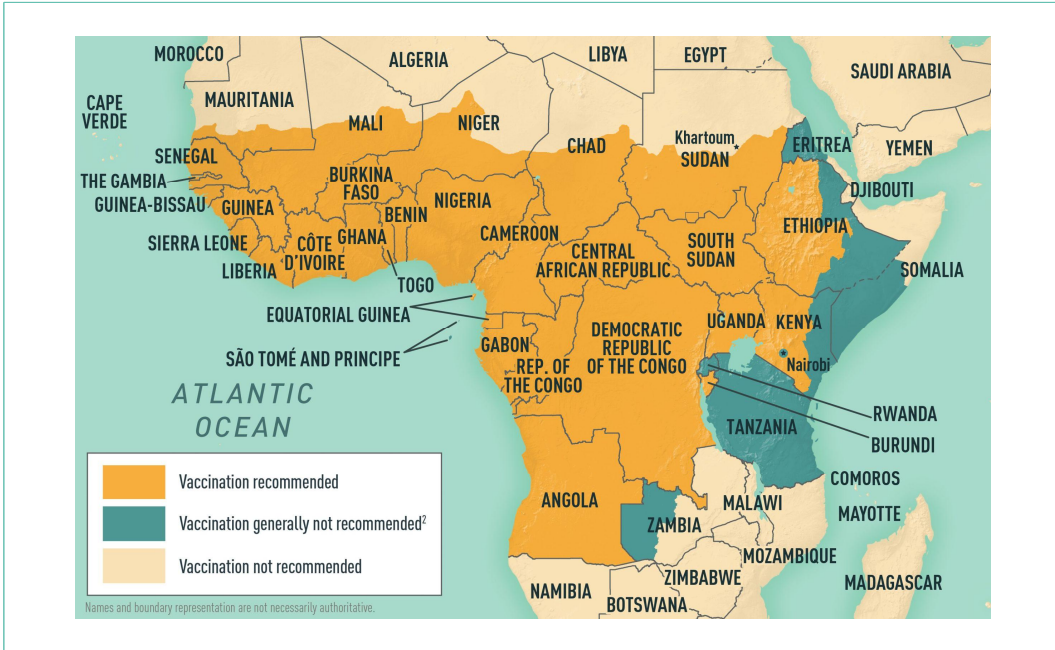 MOROCCO
ALGERIA
LIBYA
EGYPT
SAUDI ARABIA
CAPE
VERDE
MAURITANIA
MALI
NIGER
CHAD
Khartoum
SUDAN
ERITREA
YEMEN
SENEGAL
THE GAMBIA
GUINEA-BISSAU
GUINEA
BURKINA
FASO
BENIN
NIGERIA
DJIBOUTI
ETHIOPIA
SIERRA LEONE
LIBERIA
CÔTE
D'IVOIRE
GHANA
TOGO
CAMEROON
CENTRAL
AFRICAN REPUBLIC
SOUTH
SUDAN
SOMALIA
EQUATORIAL GUINEA
SÃO TOMÉ AND PRINCIPE
GABON
REP. OF
THE CONGO
DEMOCRATIC
REPUBLIC
OF THE CONGO
UGANDA
KENYA
Nairobi
RWANDA
BURUNDI
TANZANIA
ATLANTIC
OCEAN
COMOROS
MAYOTTE
ANGOLA
ZAMBIA
MALAWI
MOZAMBIQUE
MADAGASCAR
NAMIBIA
BOTSWANA
ZIMBABWE
Vaccination recommended
Vaccination generally not recommended²
Vaccination not recommended
Names and boundary representation are not necessarily authoritative.